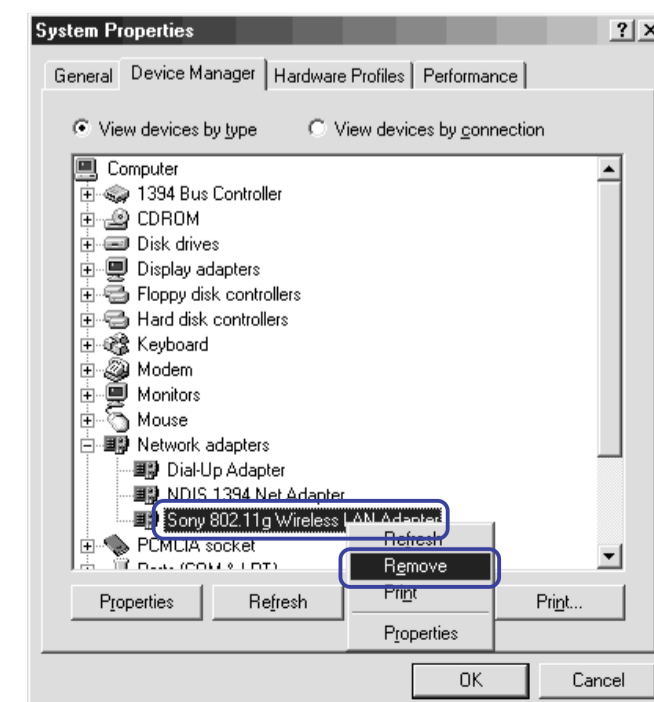 System Properties
General Device Manager Hardware Profiles Performance
View devices by type View devices by connection
Computer
1394 Bus Controller
CDROM
Disk drives
Display adapters
Floppy disk controllers
Hard disk controllers
Keyboard
Modem
Monitors
Mouse
Network adapters
Dial-Up Adapter
NDIS 1394 Net Adapter
Sony 802.11g Wireless LAN Adapter
PCMCIA socket
Ports (COM & LPT)
Refresh
Remove
Print
Properties
Properties Refresh Print...
OK Cancel